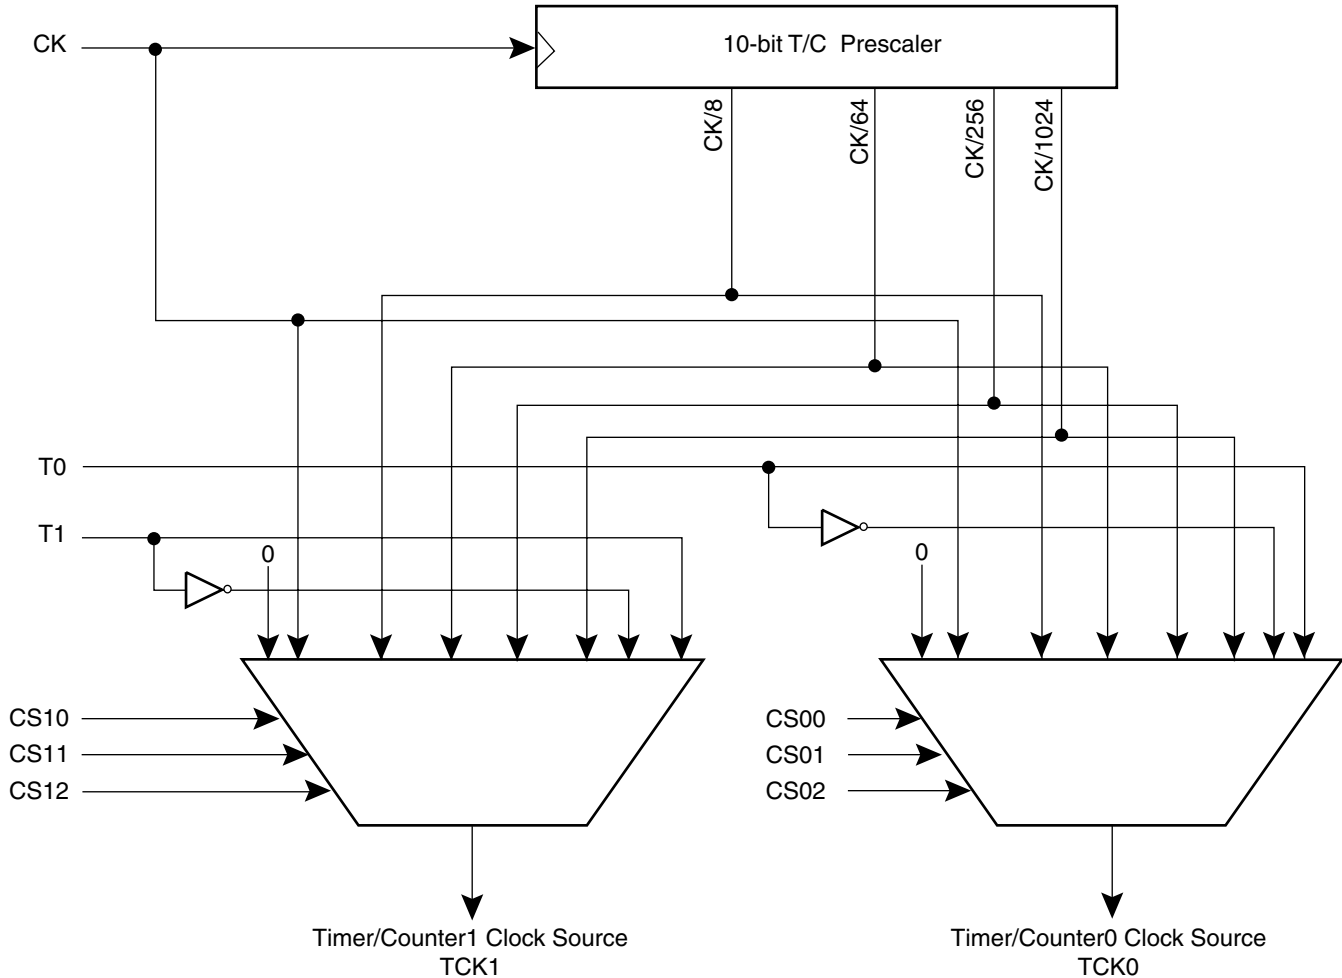 CK
10-bit T/C Prescaler
CK/8
CK/64
CK/256
CK/1024
T0
T1
0
0
CS10
CS11
CS12
CS00
CS01
CS02
Timer/Counter1 Clock Source
TCK1
Timer/Counter0 Clock Source
TCK0